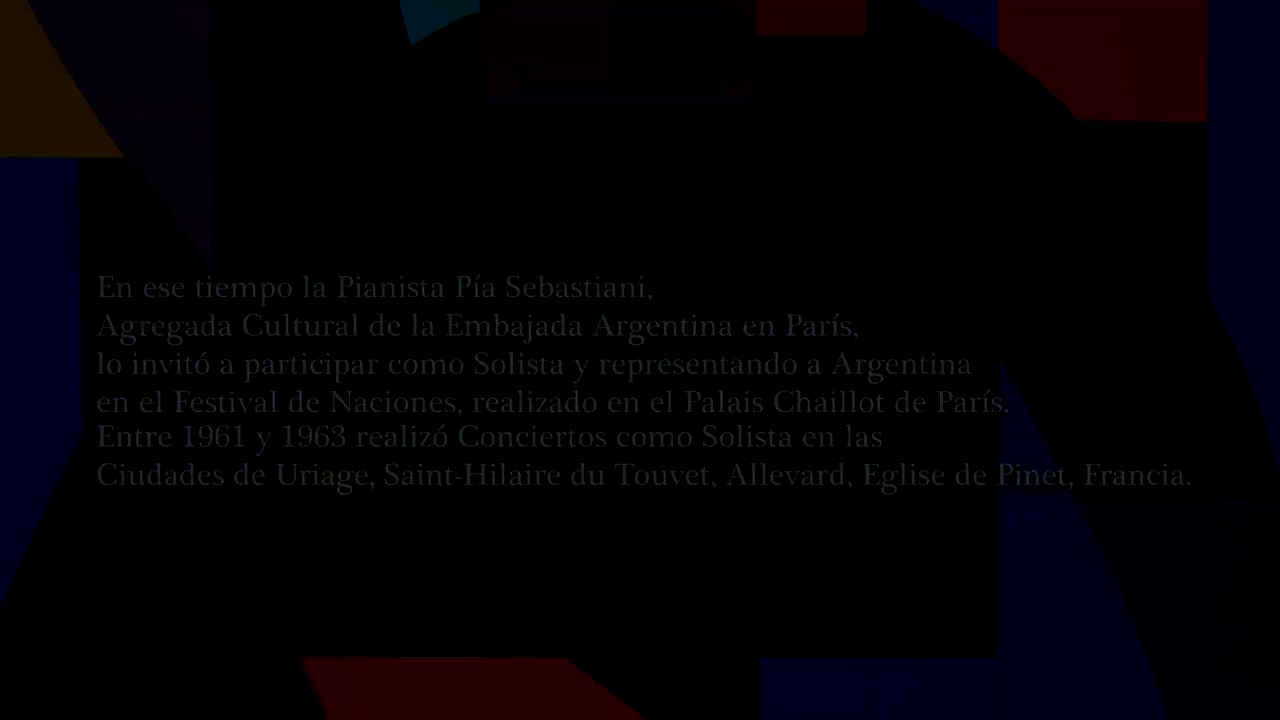 En ese tiempo la Pianista Pía Sebastiani,
Agregada Cultural de la Embajada Argentina en París,
lo invitó a participar como Solista y representando a Argentina
en el Festival de Naciones, realizado en el Palais Chaillot de París.
Entre 1961 y 1963 realizó Conciertos como Solista en las
Ciudades de Uriage, Saint-Hilaire du Touvet, Allevard, Eglise de Pinet, Francia.